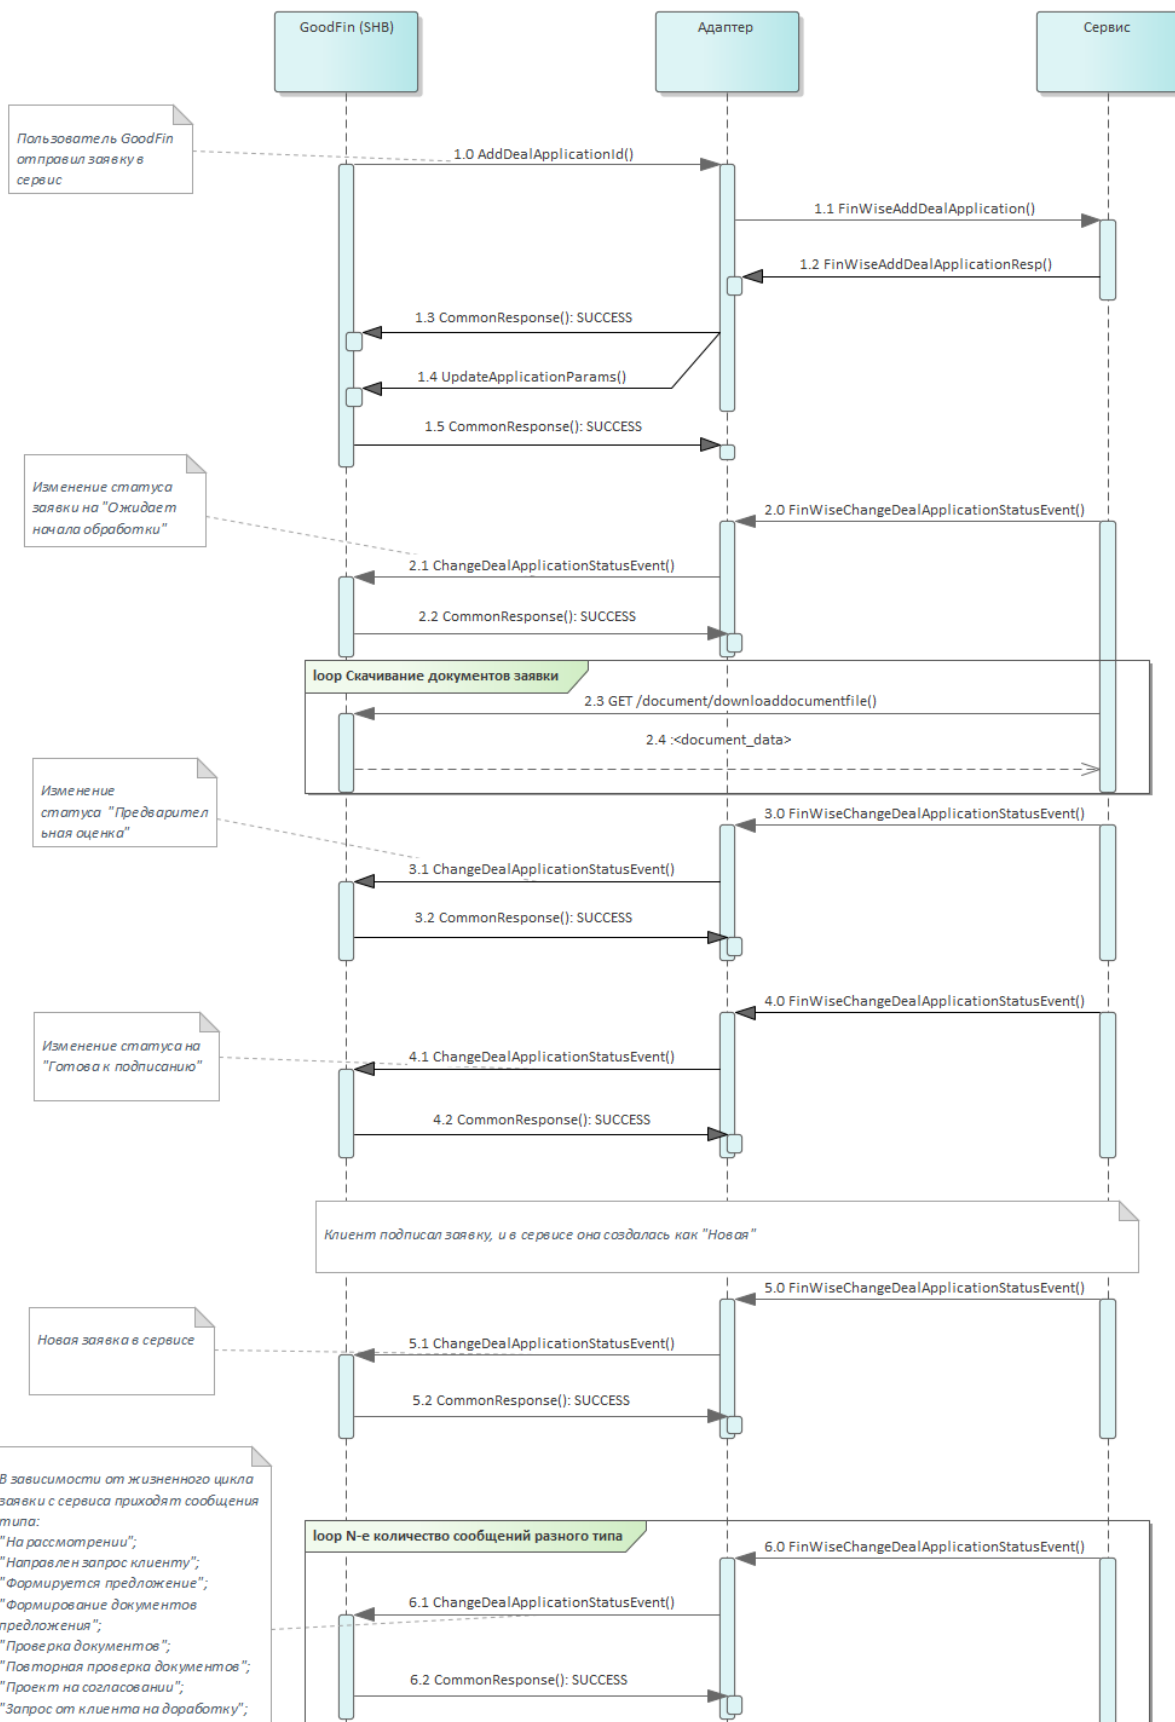 GoodFin (SHB)
Адаптер
Сервис
Пользователь GoodFin
отправил заявку в
сервис
1.0 AddDealApplicationId()
1.1 FinWiseAddDealApplication()
1.2 FinWiseAddDealApplicationResp()
1.3 CommonResponse(): SUCCESS
1.4 UpdateApplicationParams()
1.5 CommonResponse(): SUCCESS
Изменение статуса
заявки на "Ожидает
начала обработки"
2.0 FinWiseChangeDealApplicationStatusEvent()
2.1 ChangeDealApplicationStatusEvent()
2.2 CommonResponse(): SUCCESS
loop Скачивание документов заявки
2.3 GET /document/downloaddocumentfile()
2.4 :<document_data>
Изменение
статуса "Предварител
ьная оценка"
3.0 FinWiseChangeDealApplicationStatusEvent()
3.1 ChangeDealApplicationStatusEvent()
3.2 CommonResponse(): SUCCESS
4.0 FinWiseChangeDealApplicationStatusEvent()
Изменение статуса на
"Готова к подписанию"
4.1 ChangeDealApplicationStatusEvent()
4.2 CommonResponse(): SUCCESS
Клиент подписал заявку, и в сервисе она создалась как "Новая"
5.0 FinWiseChangeDealApplicationStatusEvent()
Новая заявка в сервисе
5.1 ChangeDealApplicationStatusEvent()
5.2 CommonResponse(): SUCCESS
В зависимости от жизненного цикла
заявки с сервиса приходят сообщения
типа:
"На рассмотрении";
"Направлен запрос клиенту";
"Формируется предложение";
"Формирование документов
предложения";
"Проверка документов";
"Повторная проверка документов";
"Проект на согласовании";
"Запрос от клиента на доработку";
loop N-е количество сообщений разного типа
6.0 FinWiseChangeDealApplicationStatusEvent()
6.1 ChangeDealApplicationStatusEvent()
6.2 CommonResponse(): SUCCESS